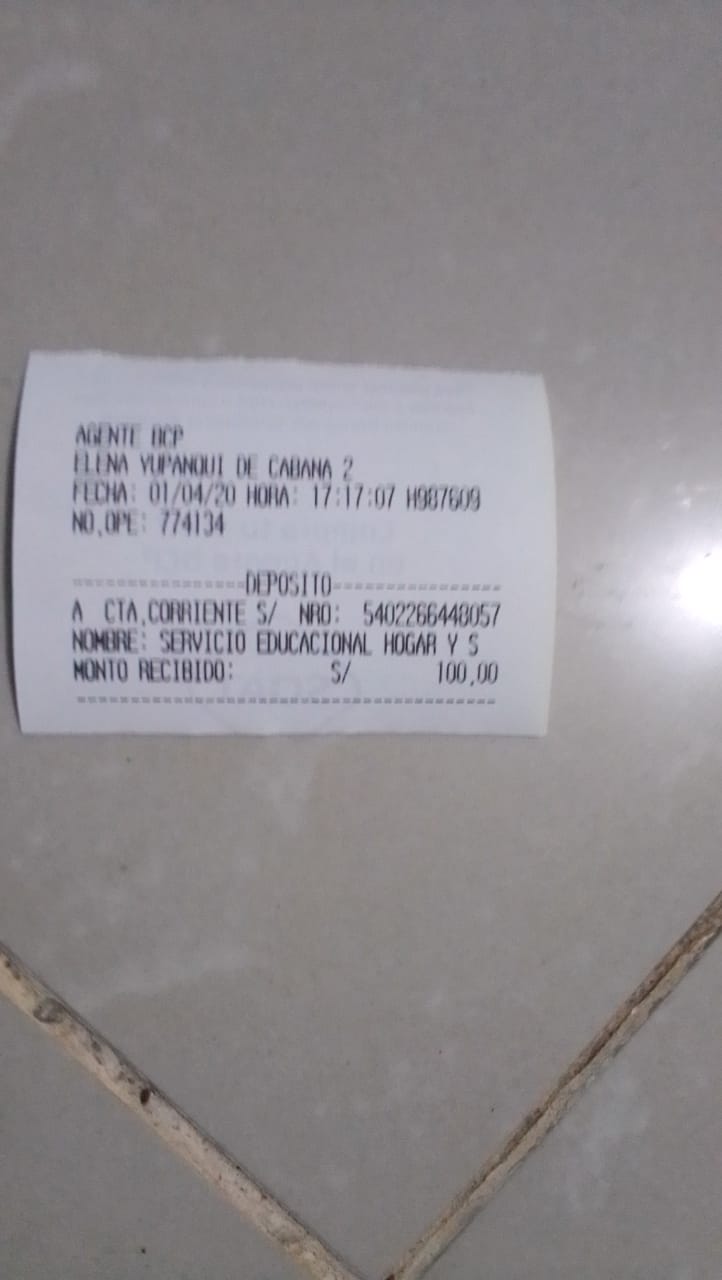 AGENTE BCP
ELENA YUPANQUI DE CABANA 2
FECHA: 01/04/20 HORA: 17:17:07 H987609
NO.OPE: 774134
================DEPOSITO================
A CTA.CORRIENTE S/ NRO: 5402266448057
NOMBRE: SERVICIO EDUCACIONAL HOGAR Y S
MONTO RECIBIDO: S/ 100.00
========================================